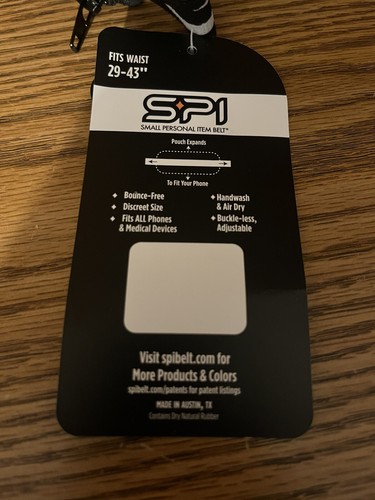 FITS WAIST
29-43"
SPI
SMALL PERSONAL ITEM BELT®
Pouch Expands
To Fit Your Phone
Bounce-Free
Discreet Size
Fits ALL Phones
& Medical Devices
Handwash
& Air Dry
Buckle-less,
Adjustable
Visit spibelt.com for
More Products & Colors
spibelt.com/patents for patent listings
MADE IN AUSTIN, TX
Contains Dry Natural Rubber